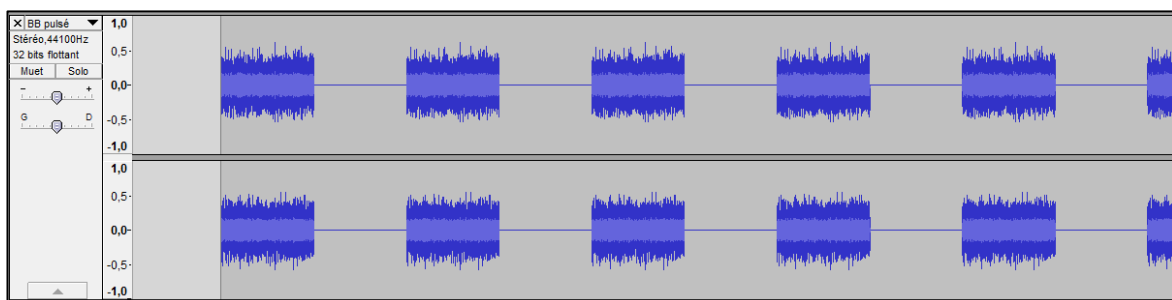 BB pulsé
Stéréo,44100Hz
32 bits flottant
Muet Solo
- +
G D
1,0
0,5-
0,0-
-0,5-
-1,0
1,0
0,5-
0,0-
-0,5-
-1,0